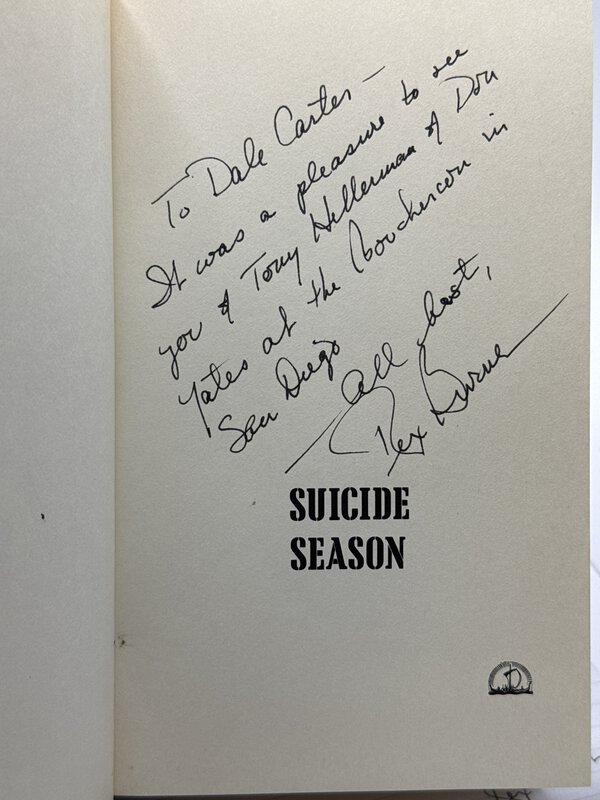 To Dale Carter –
It was a pleasure to see
you & Tony Hillerman & Don
Yates at the Bouchercon in
San Diego
All best,
Rex Burns
SUICIDE
SEASON